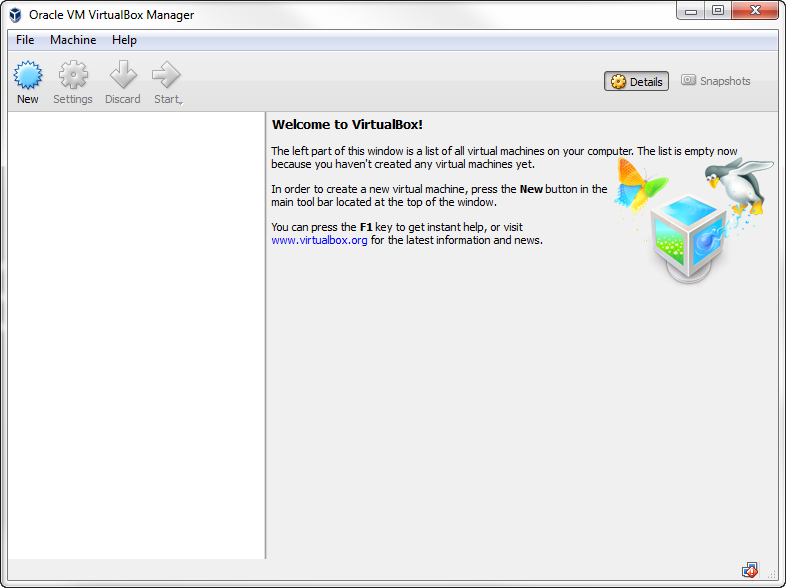 Oracle VM VirtualBox Manager
File Machine Help
New Settings Discard Start Details Snapshots
Welcome to VirtualBox!
The left part of this window is a list of all virtual machines on your computer. The list is empty now
because you haven't created any virtual machines yet.
In order to create a new virtual machine, press the New button in the
main tool bar located at the top of the window.
You can press the F1 key to get instant help, or visit
www.virtualbox.org for the latest information and news.